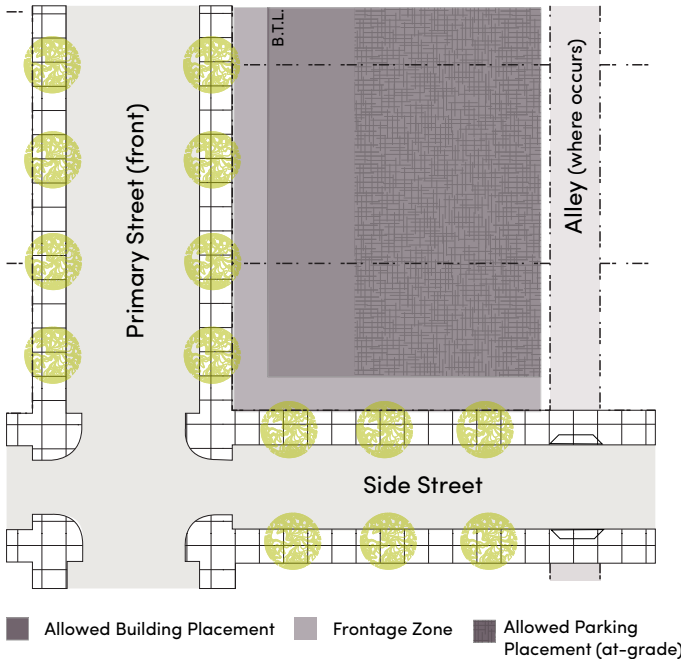 B.T.L.
Primary Street (front)
Alley (where occurs)
Side Street
Allowed Building Placement
Frontage Zone
Allowed Parking
Placement (at-grade)